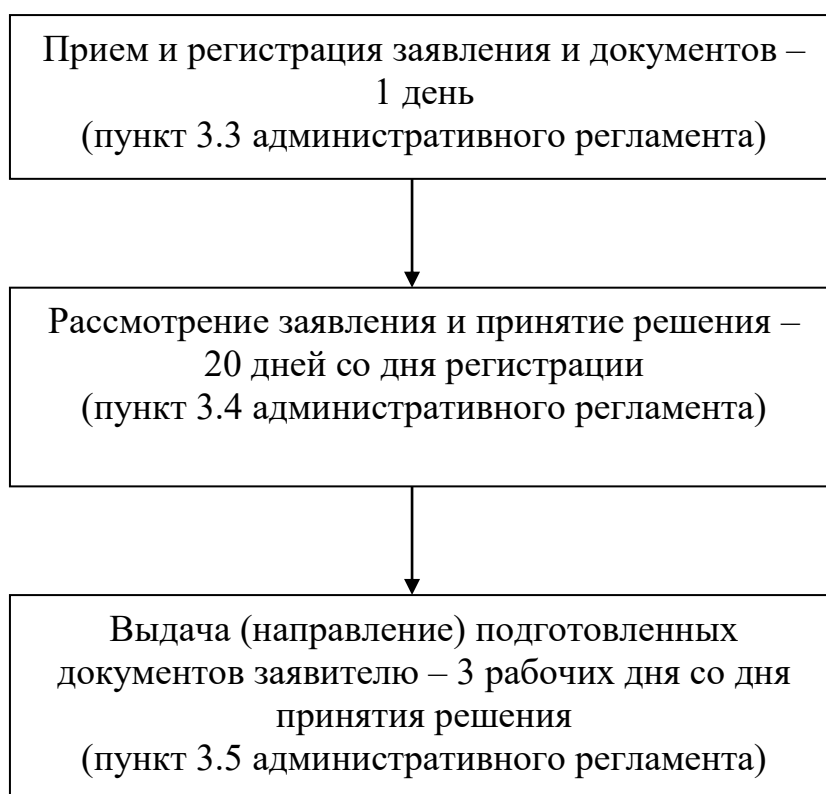 Прием и регистрация заявления и документов –
1 день
(пункт 3.3 административного регламента)
Рассмотрение заявления и принятие решения –
20 дней со дня регистрации
(пункт 3.4 административного регламента)
Выдача (направление) подготовленных
документов заявителю – 3 рабочих дня со дня
принятия решения
(пункт 3.5 административного регламента)